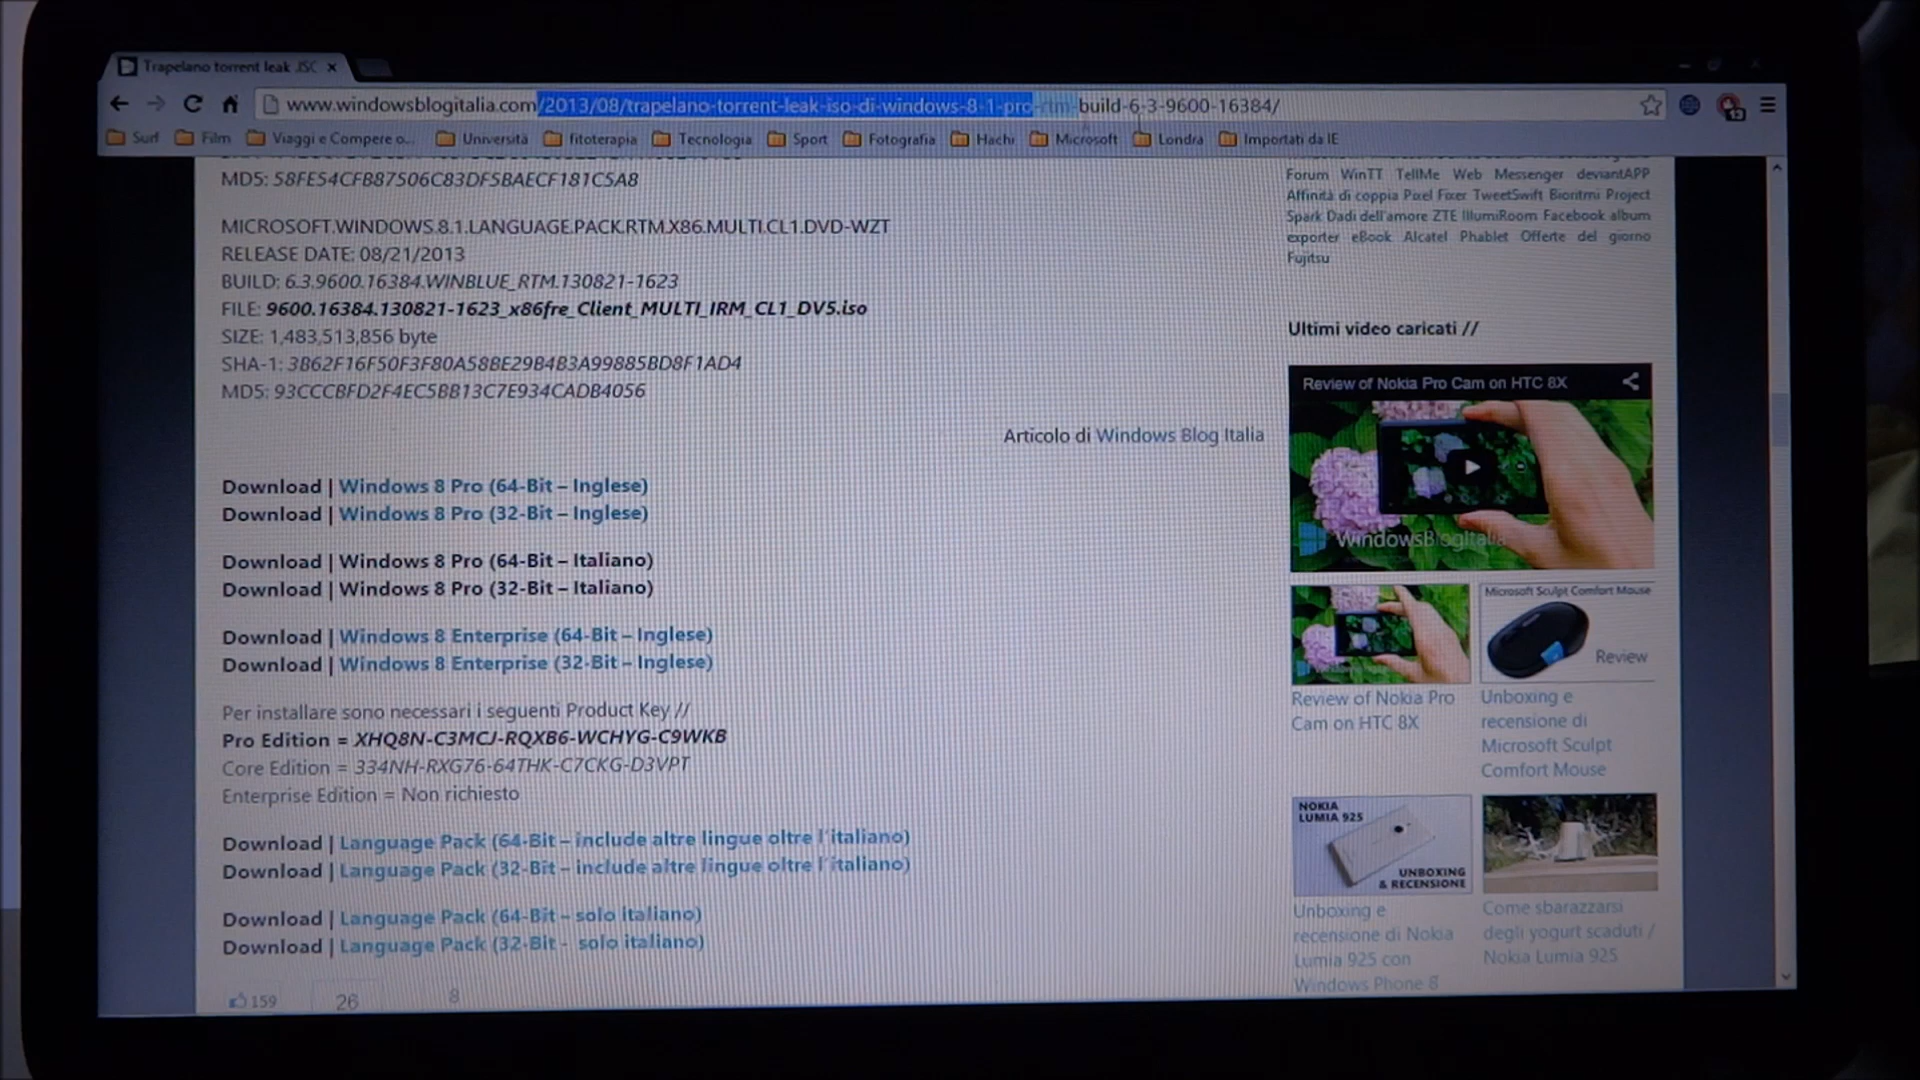 Trapelano torrent leak .ISO
www.windowsblogitalia.com/2013/08/trapelano-torrent-leak-iso-di-windows-8-1-pro-rtm-build-6-3-9600-16384/
13
Surf
Film
Viaggi e Compere o...
Università
fitoterapia
Tecnologia
Sport
Fotografia
Hachi
Microsoft
Londra
Importati da IE
MD5: 58FE54CFB87506C83DF5BAECF181C5A8
MICROSOFT.WINDOWS.8.1.LANGUAGE.PACK.RTM.X86.MULTI.CL1.DVD-WZT
RELEASE DATE: 08/21/2013
BUILD: 6.3.9600.16384.WINBLUE_RTM.130821-1623
FILE: 9600.16384.130821-1623_x86fre_Client_MULTI_IRM_CL1_DV5.iso
SIZE: 1,483,513,856 byte
SHA-1: 3B62F16F50F3F80A58BE29B4B3A99885BD8F1AD4
MD5: 93CCCBFD2F4EC5BB13C7E934CADB4056
Articolo di Windows Blog Italia
Download | Windows 8 Pro (64-Bit – Inglese)
Download | Windows 8 Pro (32-Bit – Inglese)
Download | Windows 8 Pro (64-Bit – Italiano)
Download | Windows 8 Pro (32-Bit – Italiano)
Download | Windows 8 Enterprise (64-Bit – Inglese)
Download | Windows 8 Enterprise (32-Bit – Inglese)
Per installare sono necessari i seguenti Product Key //
Pro Edition = XHQ8N-C3MCJ-RQXB6-WCHYG-C9WKB
Core Edition = 334NH-RXG76-64THK-C7CKG-D3VPT
Enterprise Edition = Non richiesto
Download | Language Pack (64-Bit – include altre lingue oltre l'italiano)
Download | Language Pack (32-Bit – include altre lingue oltre l'italiano)
Download | Language Pack (64-Bit – solo italiano)
Download | Language Pack (32-Bit - solo italiano)
159
26
8
Forum WinTT TellMe Web Messenger deviantAPP
Affinità di coppia Pixel Fixer TweetSwift Bioritmi Project
Spark Dadi dell'amore ZTE IllumiRoom Facebook album
exporter eBook Alcatel Phablet Offerte del giorno
Fujitsu
Ultimi video caricati //
Review of Nokia Pro Cam on HTC 8X
WindowsBlogItalia
Review of Nokia Pro
Cam on HTC 8X
Microsoft Sculpt Comfort Mouse
Review
Unboxing e
recensione di
Microsoft Sculpt
Comfort Mouse
NOKIA
LUMIA 925
UNBOXING
& RECENSIONE
Unboxing e
recensione di Nokia
Lumia 925 con
Windows Phone 8
Come sbarazzarsi
degli yogurt scaduti /
Nokia Lumia 925